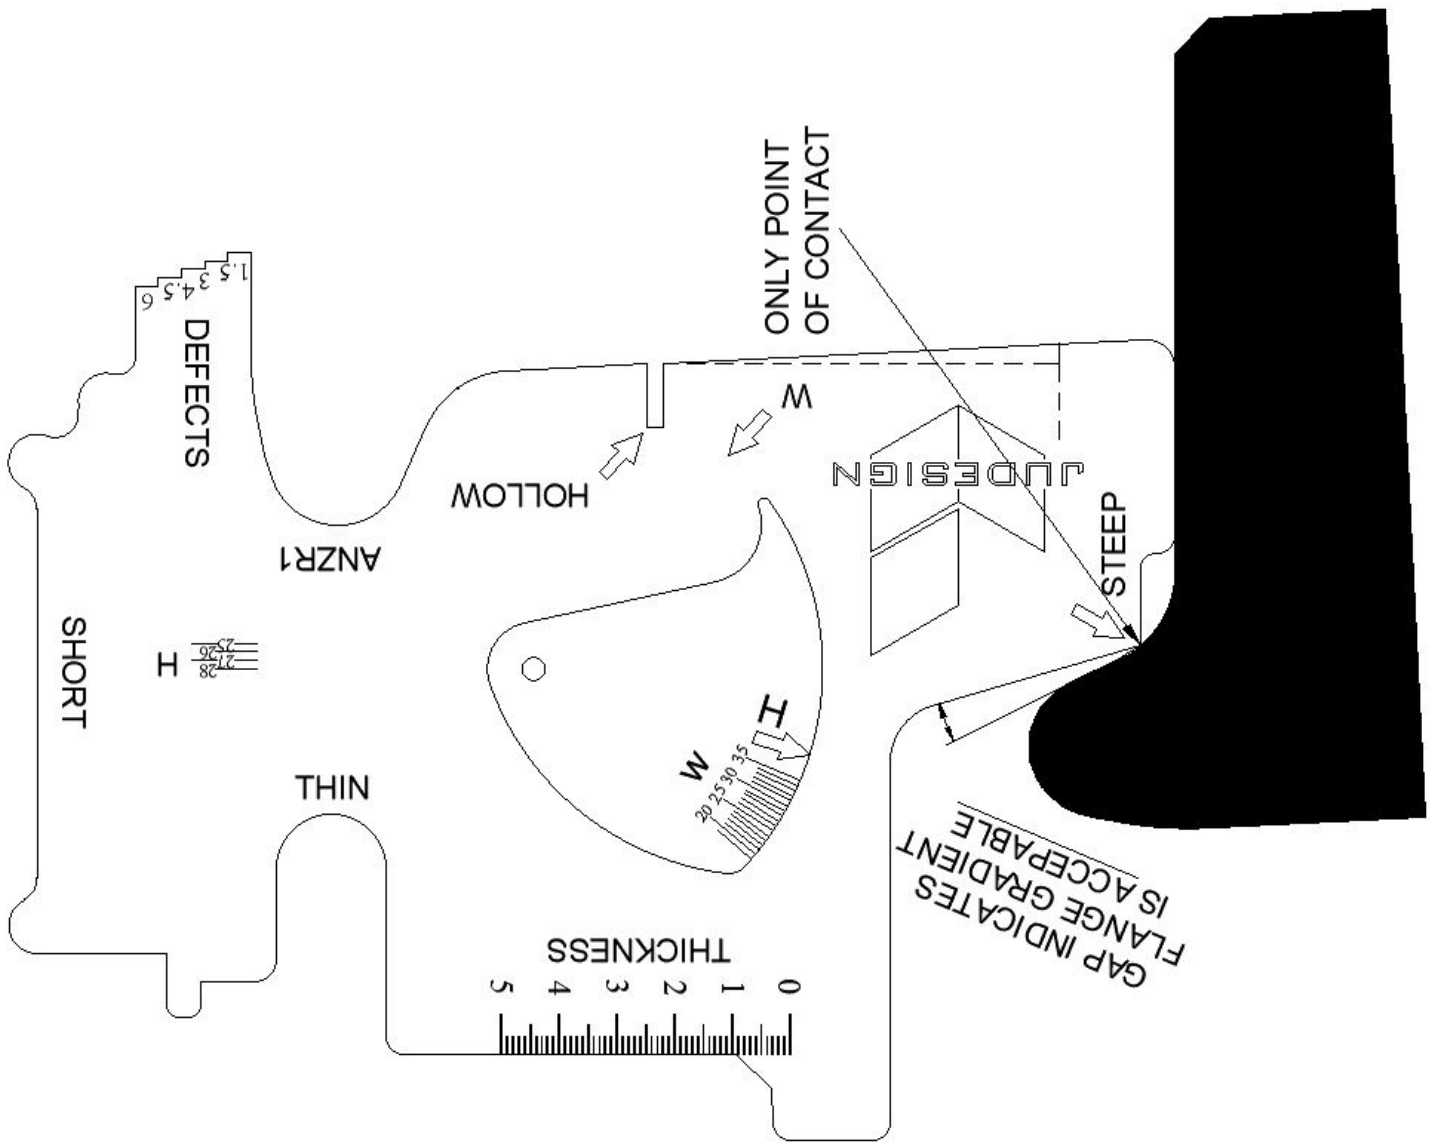 ONLY POINT
OF CONTACT
1.5
3
4.5
6
DEFECTS
W
HOLLOW
JUDESIGN
STEEP
ANZR1
SHORT
H
25
26
27
28
H
W
35
30
25
20
THIN
GAP INDICATES
FLANGE GRADIENT
IS ACCEPABLE
THICKNESS
5 4 3 2 1 0